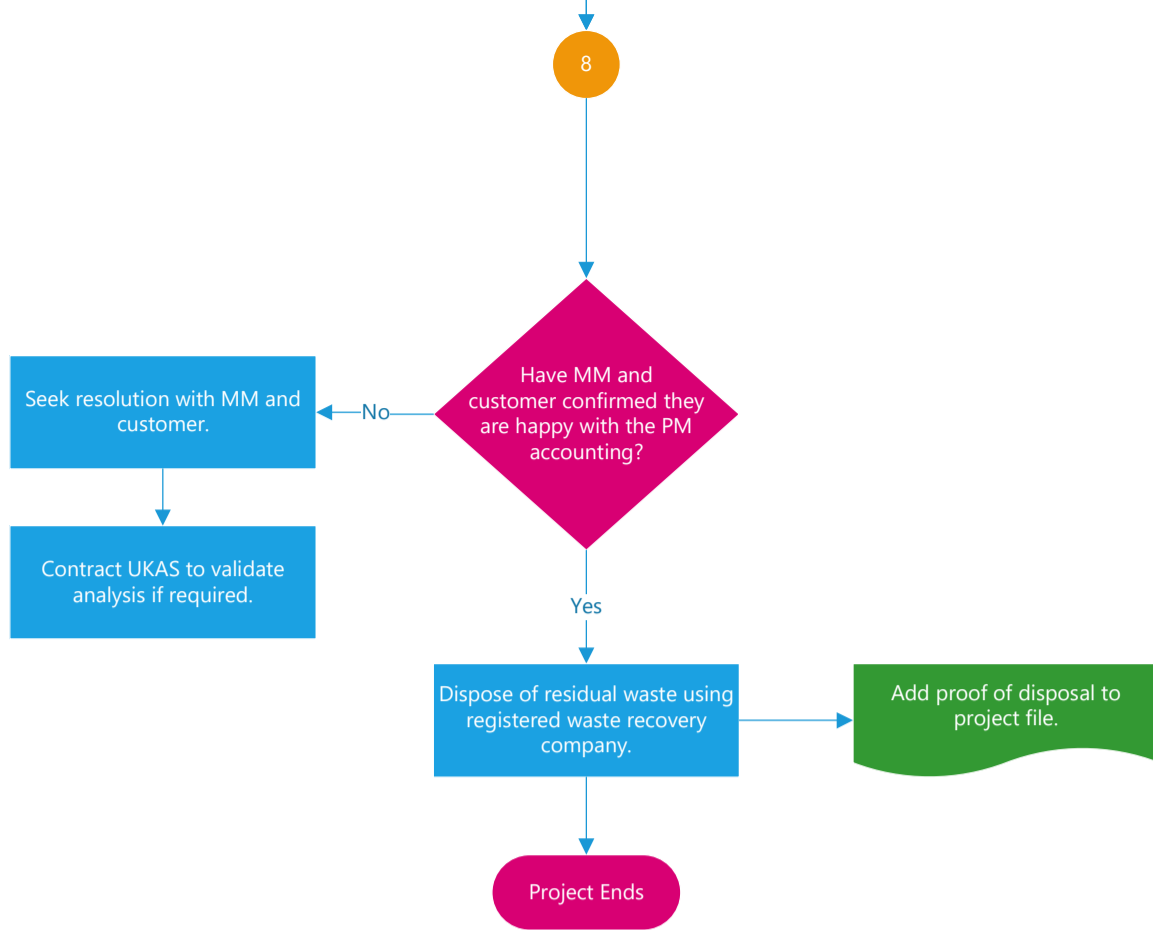 8
Have MM and
customer confirmed they
are happy with the PM
accounting?
No
Seek resolution with MM and
customer.
Contract UKAS to validate
analysis if required.
Yes
Dispose of residual waste using
registered waste recovery
company.
Add proof of disposal to
project file.
Project Ends